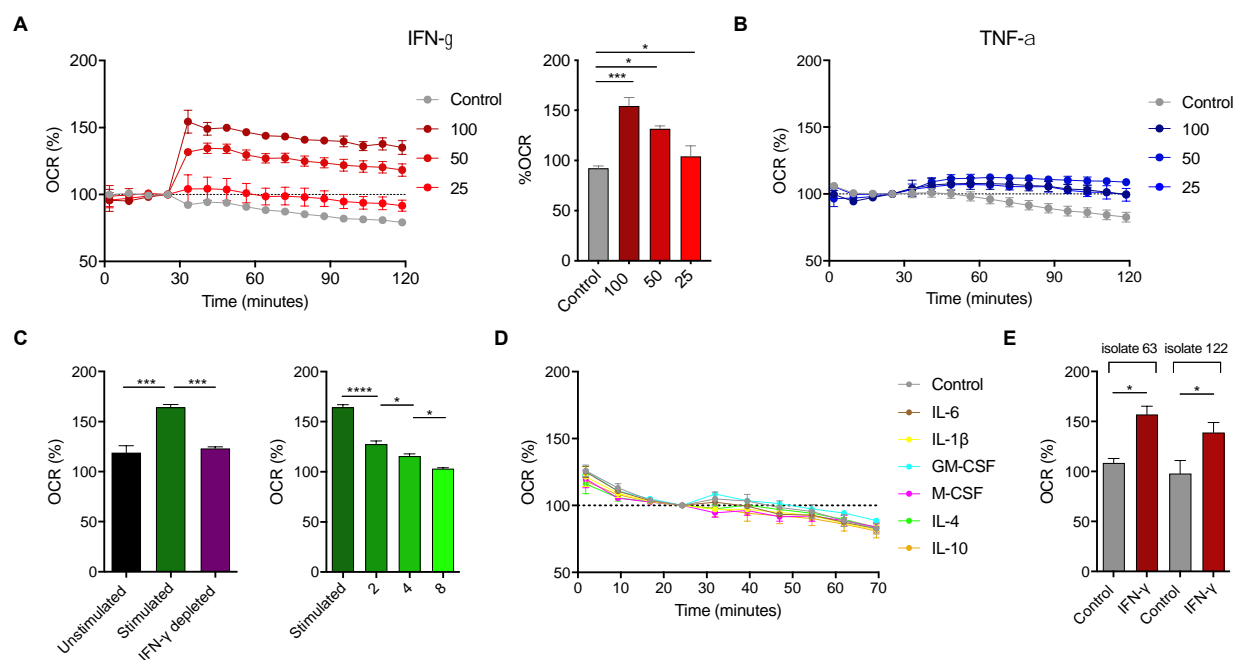 A
IFN-g
OCR (%)
200
150
100
50
0
30
60
90
120
Time (minutes)
Control
100
50
25
%OCR
200
150
100
50
0
*
*
***
Control
100
50
25
B
TNF-a
OCR (%)
200
150
100
50
0
30
60
90
120
Time (minutes)
Control
100
50
25
C
OCR (%)
200
150
100
50
0
***
***
Unstimulated
Stimulated
IFN-γ depleted
OCR (%)
200
150
100
50
0
****
*
*
Stimulated
2
4
8
D
OCR (%)
200
150
100
50
0
10
20
30
40
50
60
70
Time (minutes)
Control
IL-6
IL-1β
GM-CSF
M-CSF
IL-4
IL-10
E
isolate 63
isolate 122
OCR (%)
200
150
100
50
0
*
*
Control
IFN-γ
Control
IFN-γ